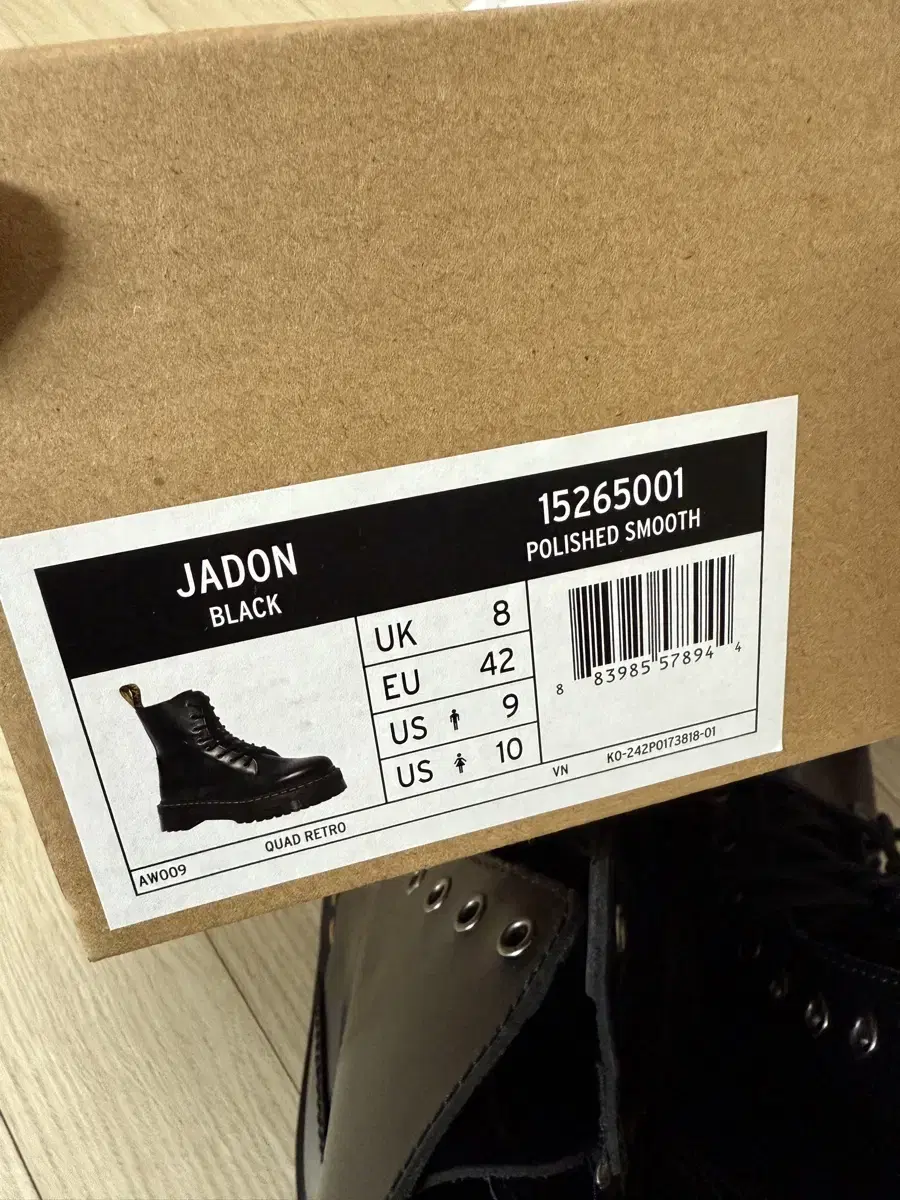 JADON
BLACK
15265001
POLISHED SMOOTH
UK 8
EU 42
US 9
US 10
8 83985 57894 4
AW009
QUAD RETRO
VN
KO-242P0173818-01